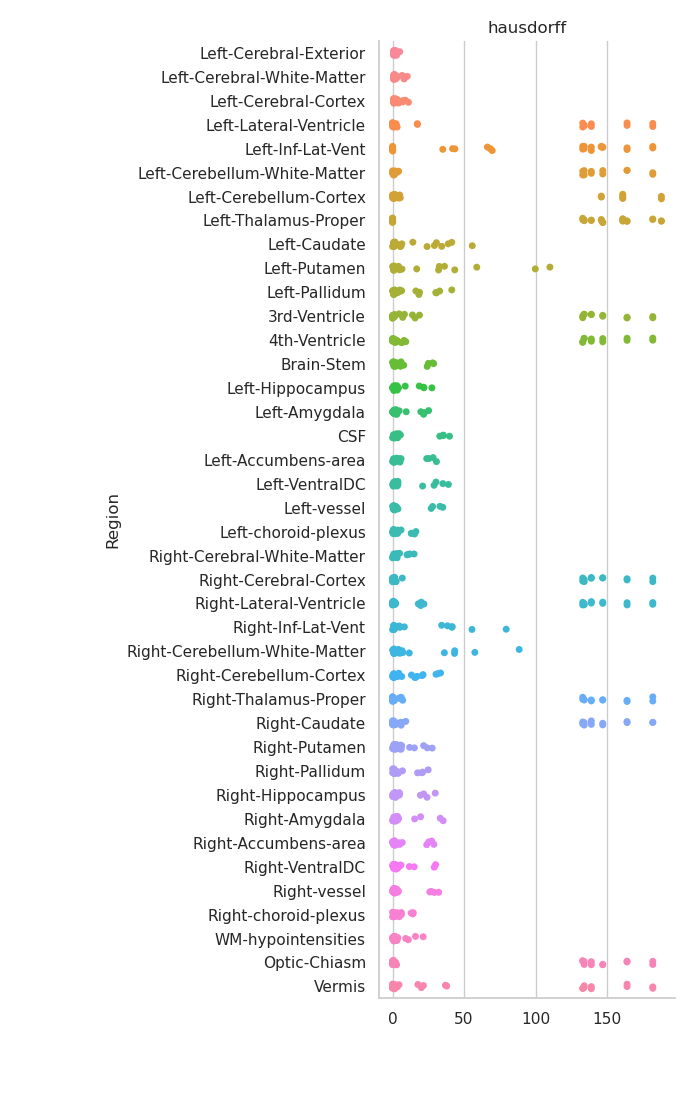 hausdorff
Left-Cerebral-Exterior
Left-Cerebral-White-Matter
Left-Cerebral-Cortex
Left-Lateral-Ventricle
Left-Inf-Lat-Vent
Left-Cerebellum-White-Matter
Left-Cerebellum-Cortex
Left-Thalamus-Proper
Left-Caudate
Left-Putamen
Left-Pallidum
3rd-Ventricle
4th-Ventricle
Brain-Stem
Left-Hippocampus
Left-Amygdala
CSF
Left-Accumbens-area
Left-VentralDC
Left-vessel
Left-choroid-plexus
Right-Cerebral-White-Matter
Right-Cerebral-Cortex
Right-Lateral-Ventricle
Right-Inf-Lat-Vent
Right-Cerebellum-White-Matter
Right-Cerebellum-Cortex
Right-Thalamus-Proper
Right-Caudate
Right-Putamen
Right-Pallidum
Right-Hippocampus
Right-Amygdala
Right-Accumbens-area
Right-VentralDC
Right-vessel
Right-choroid-plexus
WM-hypointensities
Optic-Chiasm
Vermis
Region
0 50 100 150